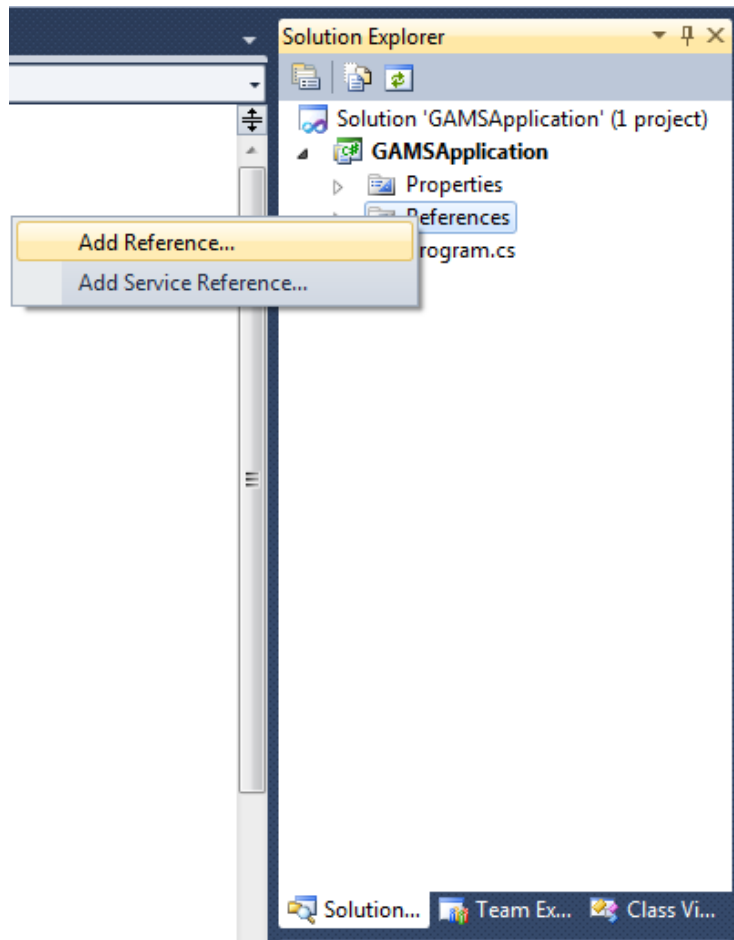 Solution Explorer
Solution 'GAMSApplication' (1 project)
C#
GAMSApplication
Properties
References
rogram.cs
Add Reference...
Add Service Reference...
Solution...
Team Ex...
Class Vi...